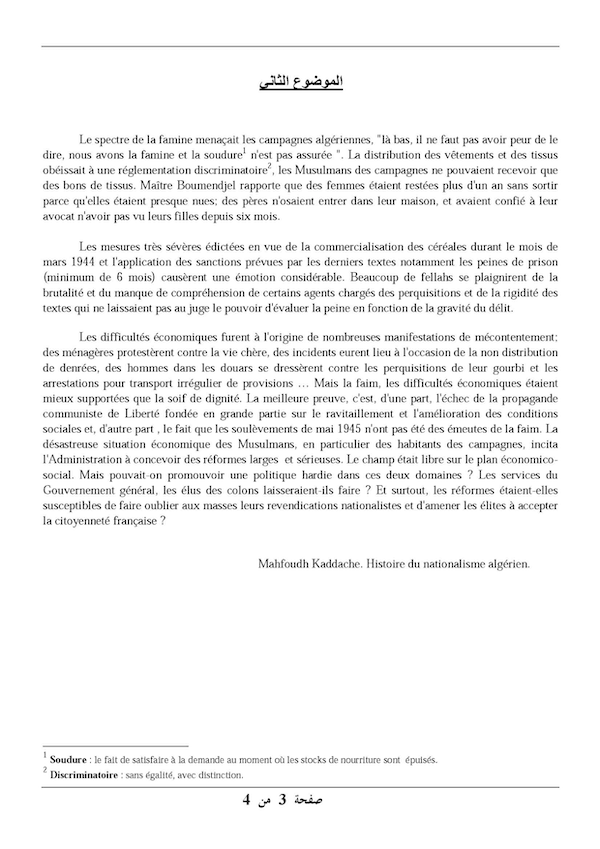 الموضوع الثاني
Le spectre de la famine menaçait les campagnes algériennes, "là bas, il ne faut pas avoir peur de le
dire, nous avons la famine et la soudure1 n'est pas assurée ". La distribution des vêtements et des tissus
obéissait à une réglementation discriminatoire2, les Musulmans des campagnes ne pouvaient recevoir que
des bons de tissus. Maître Boumendjel rapporte que des femmes étaient restées plus d'un an sans sortir
parce qu'elles étaient presque nues; des pères n'osaient entrer dans leur maison, et avaient confié à leur
avocat n'avoir pas vu leurs filles depuis six mois.
Les mesures très sévères édictées en vue de la commercialisation des céréales durant le mois de
mars 1944 et l'application des sanctions prévues par les derniers textes notamment les peines de prison
(minimum de 6 mois) causèrent une émotion considérable. Beaucoup de fellahs se plaignirent de la
brutalité et du manque de compréhension de certains agents chargés des perquisitions et de la rigidité des
textes qui ne laissaient pas au juge le pouvoir d'évaluer la peine en fonction de la gravité du délit.
Les difficultés économiques furent à l'origine de nombreuses manifestations de mécontentement;
des ménagères protestèrent contre la vie chère, des incidents eurent lieu à l'occasion de la non distribution
de denrées, des hommes dans les douars se dressèrent contre les perquisitions de leur gourbi et les
arrestations pour transport irrégulier de provisions … Mais la faim, les difficultés économiques étaient
mieux supportées que la soif de dignité. La meilleure preuve, c'est, d'une part, l'échec de la propagande
communiste de Liberté fondée en grande partie sur le ravitaillement et l'amélioration des conditions
sociales et, d'autre part , le fait que les soulèvements de mai 1945 n'ont pas été des émeutes de la faim. La
désastreuse situation économique des Musulmans, en particulier des habitants des campagnes, incita
l'Administration à concevoir des réformes larges et sérieuses. Le champ était libre sur le plan économico-
social. Mais pouvait-on promouvoir une politique hardie dans ces deux domaines ? Les services du
Gouvernement général, les élus des colons laisseraient-ils faire ? Et surtout, les réformes étaient-elles
susceptibles de faire oublier aux masses leurs revendications nationalistes et d'amener les élites à accepter
la citoyenneté française ?
Mahfoudh Kaddache. Histoire du nationalisme algérien.
1 Soudure : le fait de satisfaire à la demande au moment où les stocks de nourriture sont épuisés.
2 Discriminatoire : sans égalité, avec distinction.
صفحة 3 من 4